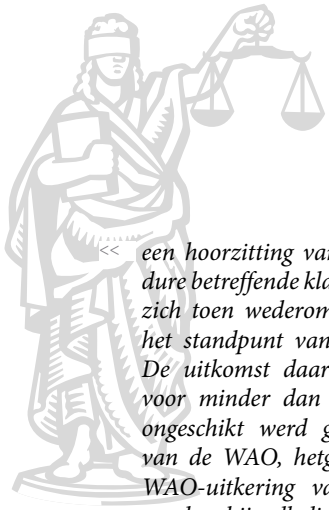 << een hoorzitting va
dure betreffende kla
zich toen wederom
het standpunt van
De uitkomst daar
voor minder dan
ongeschikt werd g
van de WAO, hetg
WAO-uitkering va